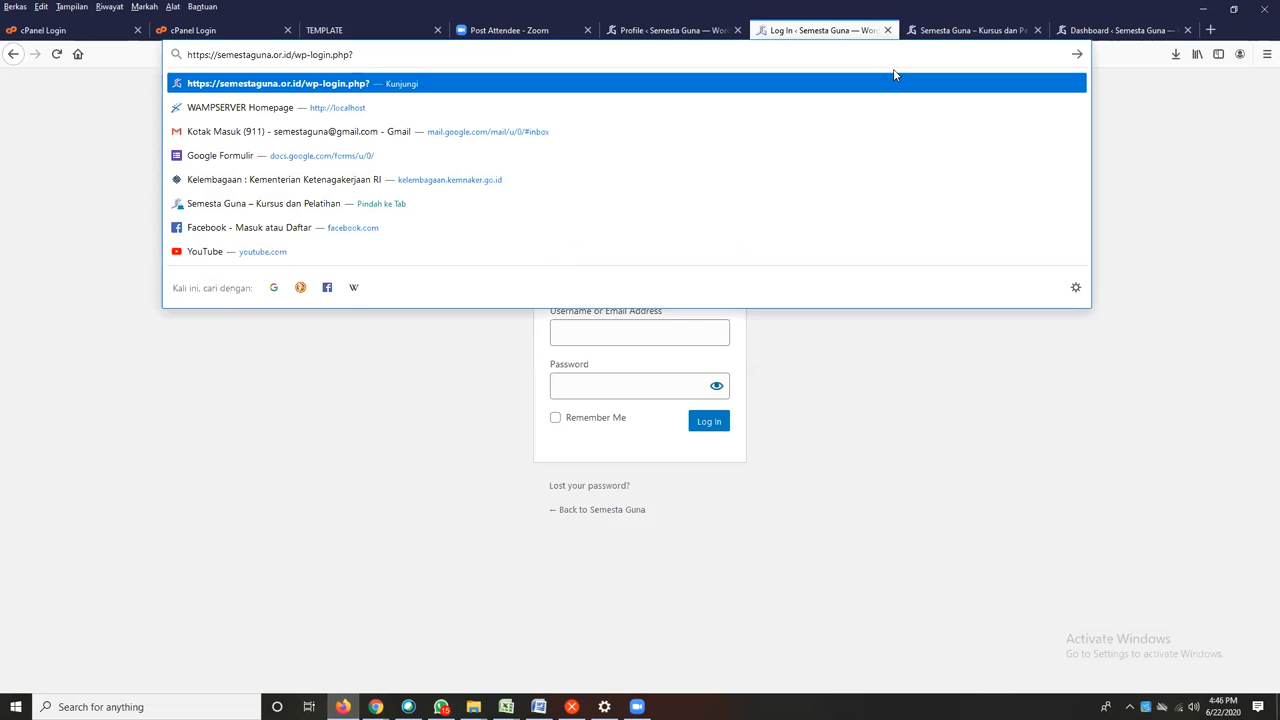 Berkas Edit Tampilan Riwayat Markah Alat Bantuan
cPanel Login
cPanel Login
TEMPLATE
Post Attendee - Zoom
Profile ‹ Semesta Guna — Wor
Log In ‹ Semesta Guna — Wor
Semesta Guna – Kursus dan Pe
Dashboard ‹ Semesta Guna —
https://semestaguna.or.id/wp-login.php?
https://semestaguna.or.id/wp-login.php? — Kunjungi
WAMPSERVER Homepage — http://localhost
Kotak Masuk (911) - semestaguna@gmail.com - Gmail — mail.google.com/mail/u/0/#inbox
Google Formulir — docs.google.com/forms/u/0/
Kelembagaan : Kementerian Ketenagakerjaan RI — kelembagaan.kemnaker.go.id
Semesta Guna – Kursus dan Pelatihan — Pindah ke Tab
Facebook - Masuk atau Daftar — facebook.com
YouTube — youtube.com
Kali ini, cari dengan:
Username or Email Address
Password
Remember Me
Log In
Lost your password?
← Back to Semesta Guna
Activate Windows
Go to Settings to activate Windows.
Search for anything
15
4:46 PM
6/22/2020